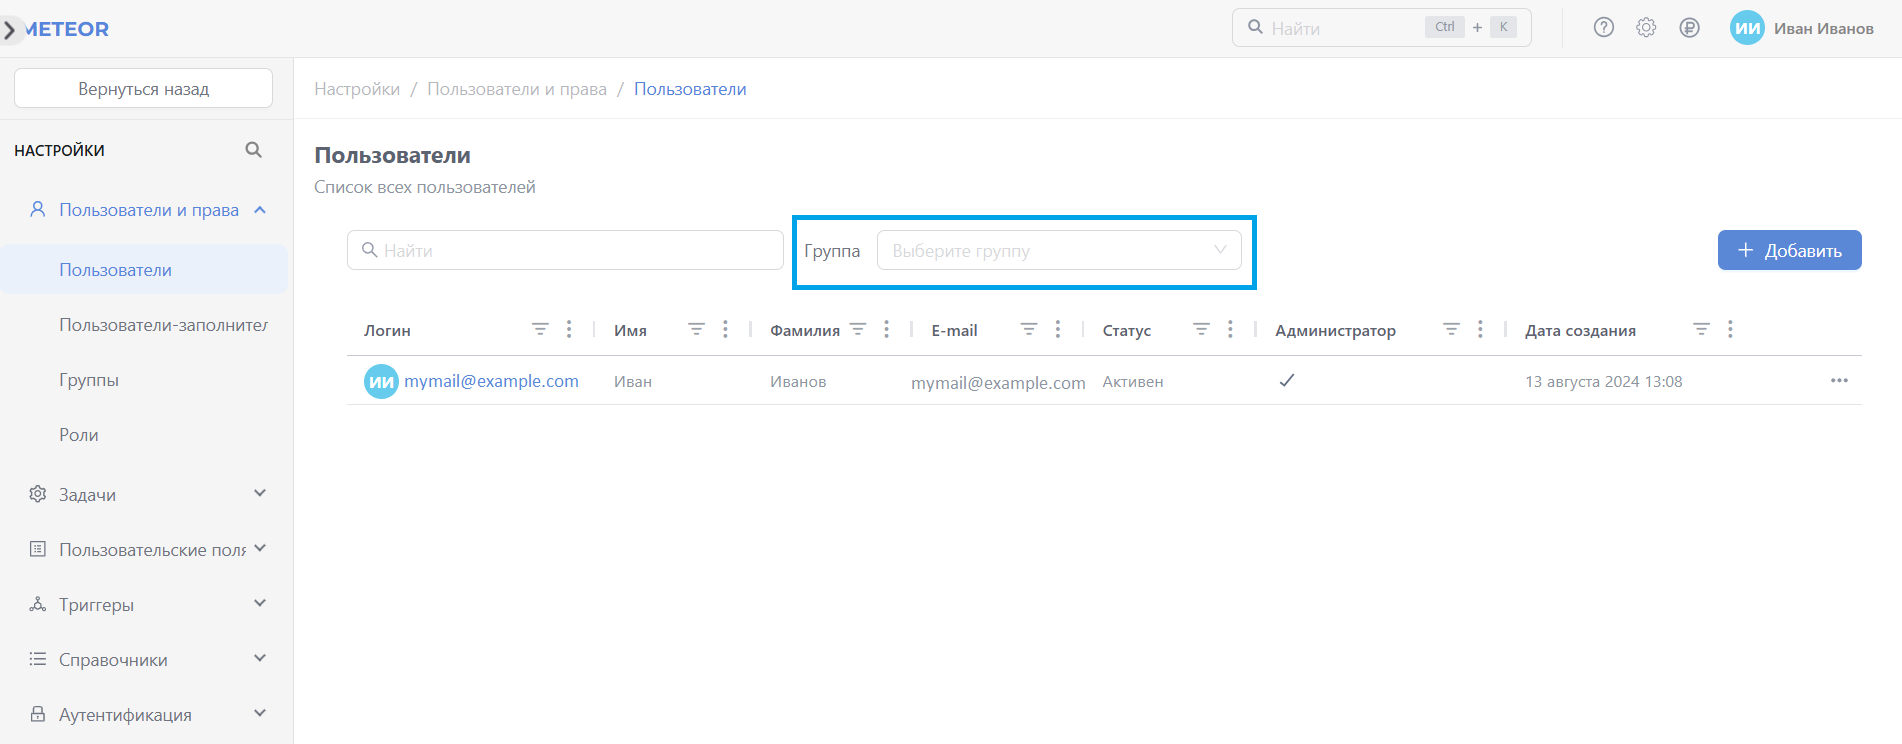 METEOR
Найти Ctrl + K
ИИ Иван Иванов
Вернуться назад
НАСТРОЙКИ
Пользователи и права
Пользователи
Пользователи-заполнител
Группы
Роли
Задачи
Пользовательские поля
Триггеры
Справочники
Аутентификация
Настройки / Пользователи и права / Пользователи
Пользователи
Список всех пользователей
Найти
Группа Выберите группу
+ Добавить
Логин Имя Фамилия E-mail Статус Администратор Дата создания
ИИ mymail@example.com Иван Иванов mymail@example.com Активен 13 августа 2024 13:08